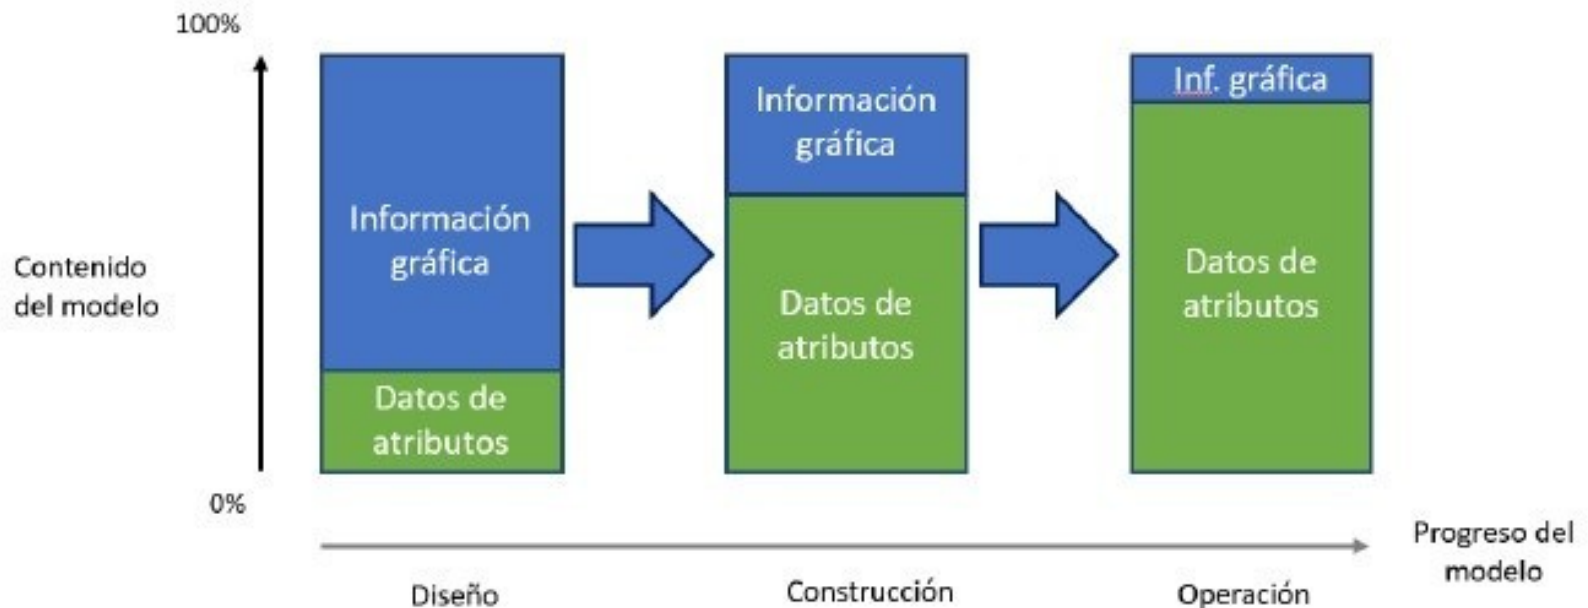 100%
Contenido
del modelo
0%
Información
gráfica
Datos de
atributos
Información
gráfica
Datos de
atributos
Inf. gráfica
Datos de
atributos
Diseño
Construcción
Operación
Progreso del
modelo